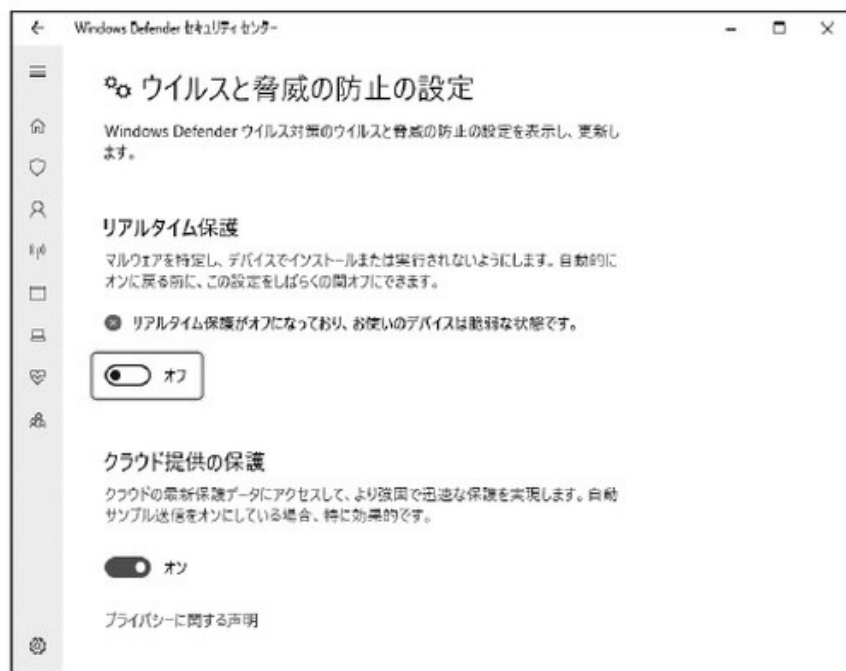 Windows Defender セキュリティ センター
ウイルスと脅威の防止の設定
Windows Defender ウイルス対策のウイルスと脅威の防止の設定を表示し、更新し
ます。
リアルタイム保護
マルウェアを特定し、デバイスでインストールまたは実行されないようにします。自動的に
オンに戻る前に、この設定をしばらくの間オフにできます。
リアルタイム保護がオフになっており、お使いのデバイスは脆弱な状態です。
オフ
クラウド提供の保護
クラウドの最新保護データにアクセスして、より強固で迅速な保護を実現します。自動
サンプル送信をオンにしている場合、特に効果的です。
オン
プライバシーに関する声明